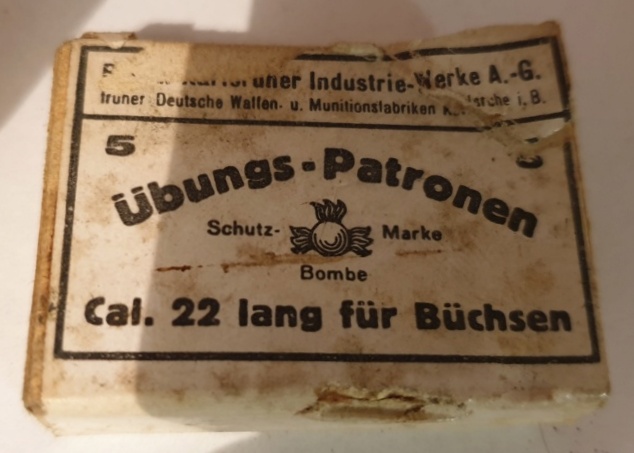 Industrie-Werke A.-G.
Deutsche Waffen- u. Munitionsfabriken i. B.
5
Übungs-Patronen
Schutz- Marke
Bombe
Cal. 22 lang für Büchsen